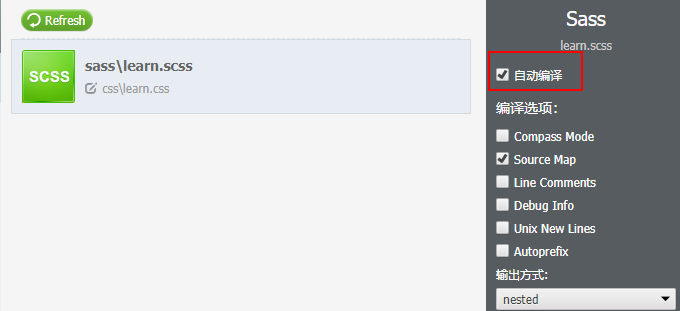 Refresh
SCSS
sass\learn.scss
css\learn.css
Sass
learn.scss
自动编译
编译选项：
Compass Mode
Source Map
Line Comments
Debug Info
Unix New Lines
Autoprefix
输出方式:
nested